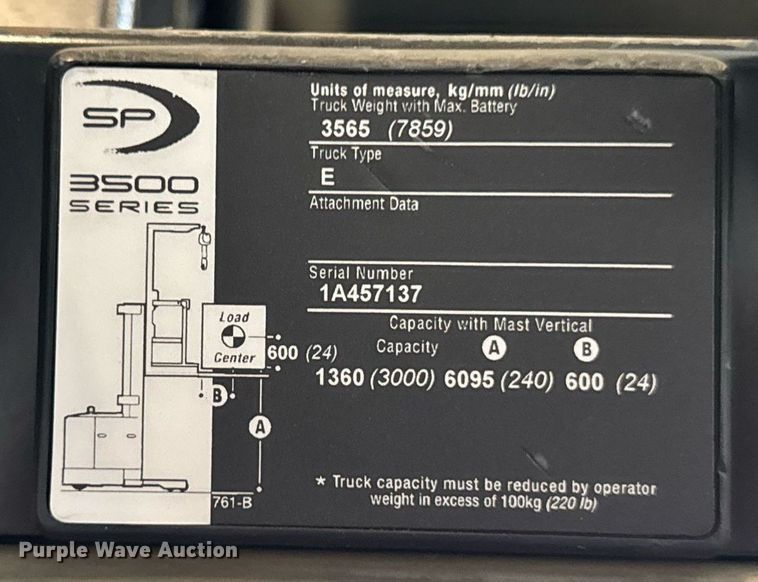 SP
3500
SERIES
Units of measure, kg/mm (lb/in)
Truck Weight with Max. Battery
3565 (7859)
Truck Type
E
Attachment Data
Serial Number
1A457137
Capacity with Mast Vertical
Capacity A B
1360 (3000) 6095 (240) 600 (24)
Load
Center
600 (24)
B
A
761-B
* Truck capacity must be reduced by operator
weight in excess of 100kg (220 lb)
Purple Wave Auction